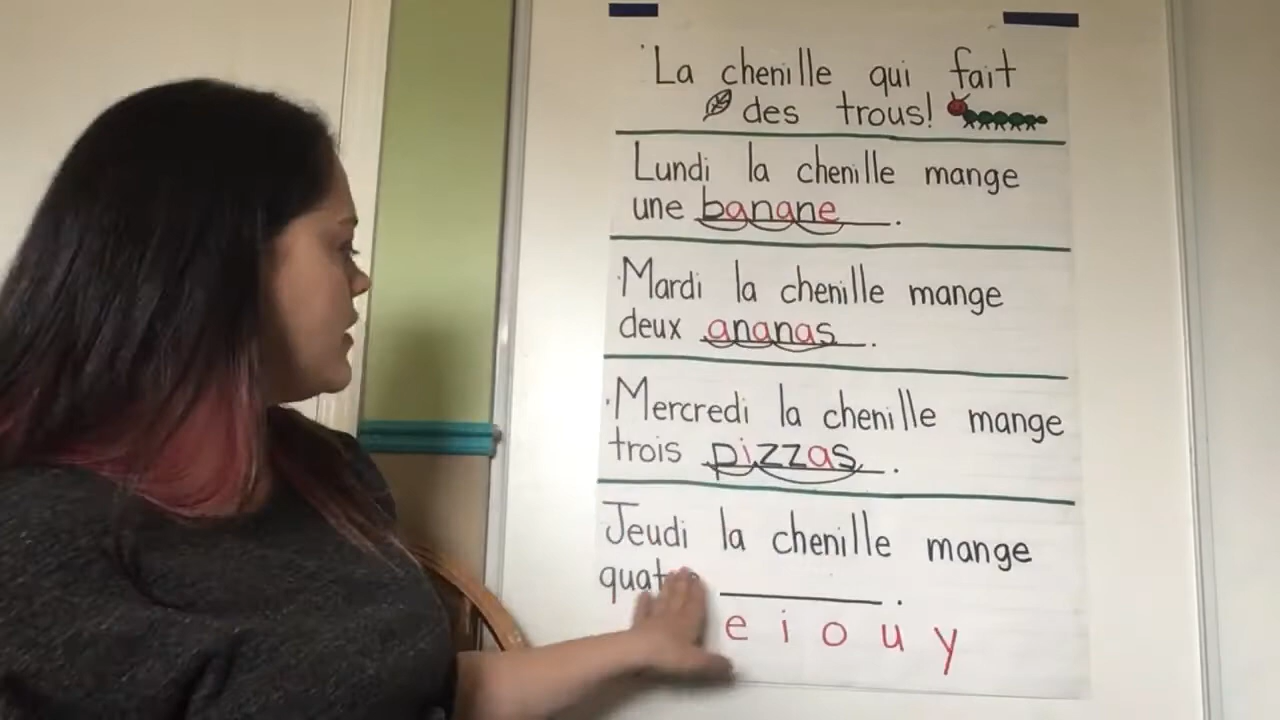 La chenille qui fait
des trous!
Lundi la chenille mange
une banane.
Mardi la chenille mange
deux ananas.
Mercredi la chenille mange
trois pizzas.
Jeudi la chenille mange
________.
e i o u y